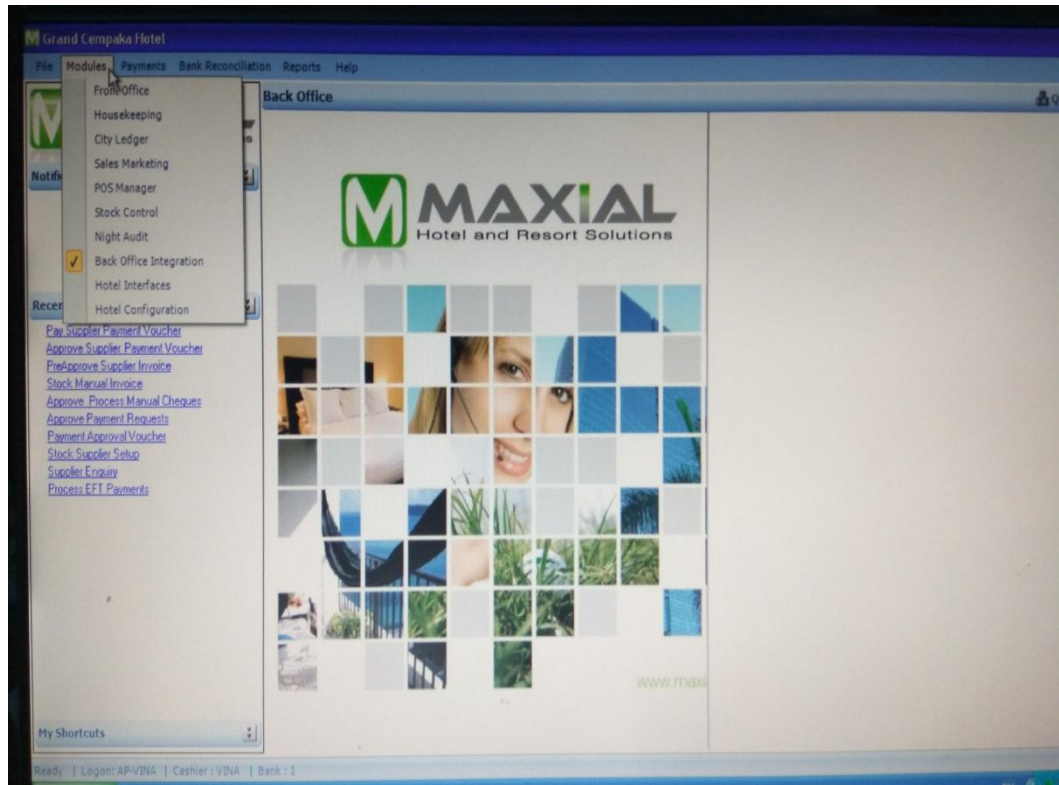 Grand Cempaka Hotel
File Modules Payments Bank Reconciliation Reports Help
Front Office
Housekeeping
City Ledger
Sales Marketing
POS Manager
Stock Control
Night Audit
Back Office Integration
Hotel Interfaces
Hotel Configuration
Back Office
Pay Supplier Payment Voucher
Approve Supplier Payment Voucher
PreApprove Supplier Invoice
Stock Manual Invoice
Approve Process Manual Cheques
Approve Payment Requests
Payment Approval Voucher
Stock Supplier Setup
Supplier Enquiry
Process EFT Payments
My Shortcuts
MAXIAL
Hotel and Resort Solutions
www.maxi
Ready | Logon: AP-VINA | Cashier : VINA | Bank : 1